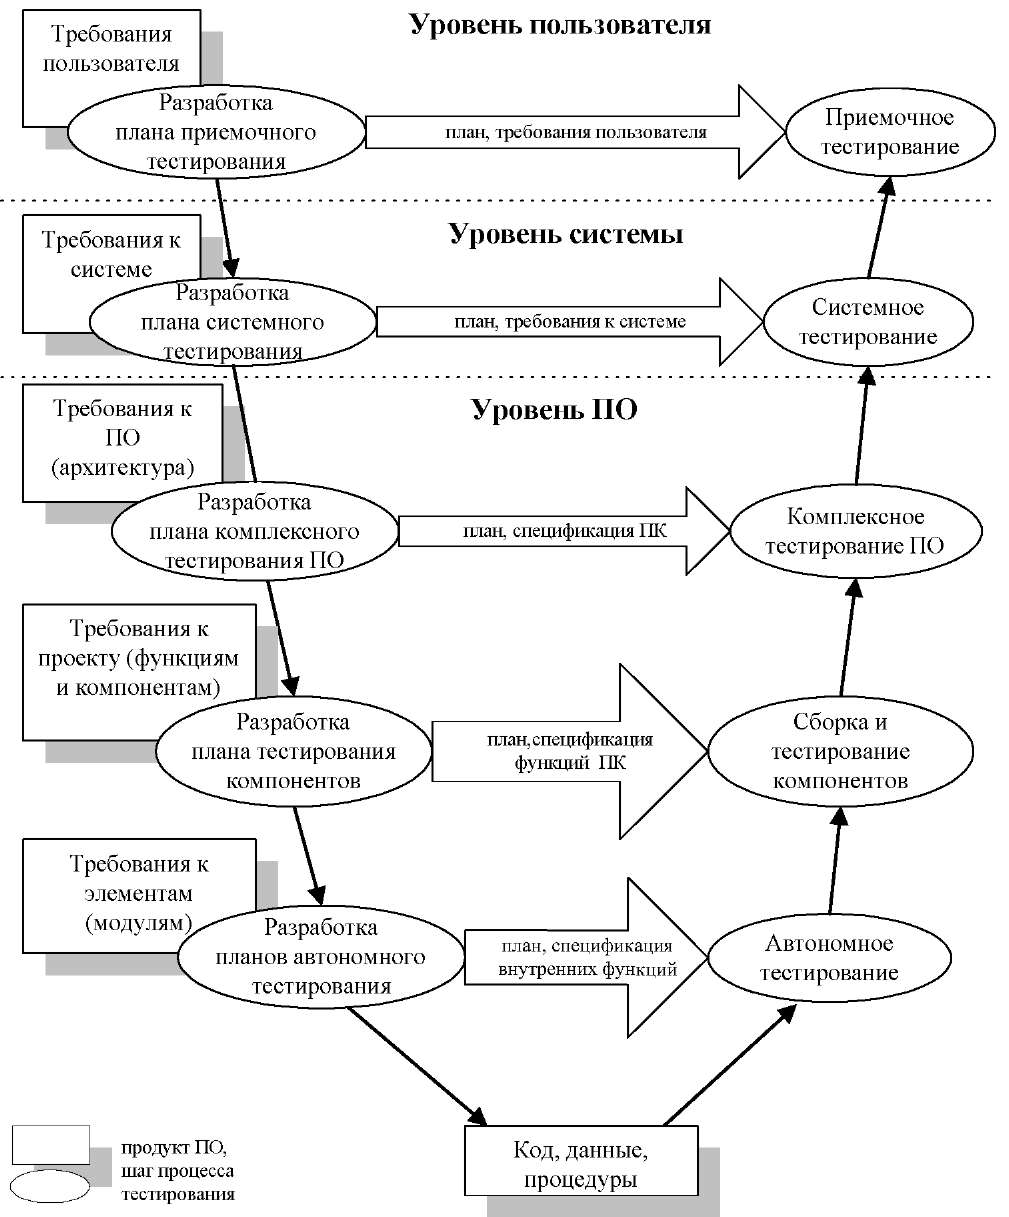 Уровень пользователя
Требования
пользователя
Разработка
плана приемочного
тестирования
план, требования пользователя
Приемочное
тестирование
Уровень системы
Требования к
системе
Разработка
плана системного
тестирования
план, требования к системе
Системное
тестирование
Уровень ПО
Требования к
ПО
(архитектура)
Разработка
плана комплексного
тестирования ПО
план, спецификация ПК
Комплексное
тестирование ПО
Требования к
проекту (функциям
и компонентам)
Разработка
плана тестирования
компонентов
план,спецификация
функций ПК
Сборка и
тестирование
компонентов
Требования к
элементам
(модулям)
Разработка
планов автономного
тестирования
план, спецификация
внутренних функций
Автономное
тестирование
Код, данные,
процедуры
продукт ПО,
шаг процесса
тестирования